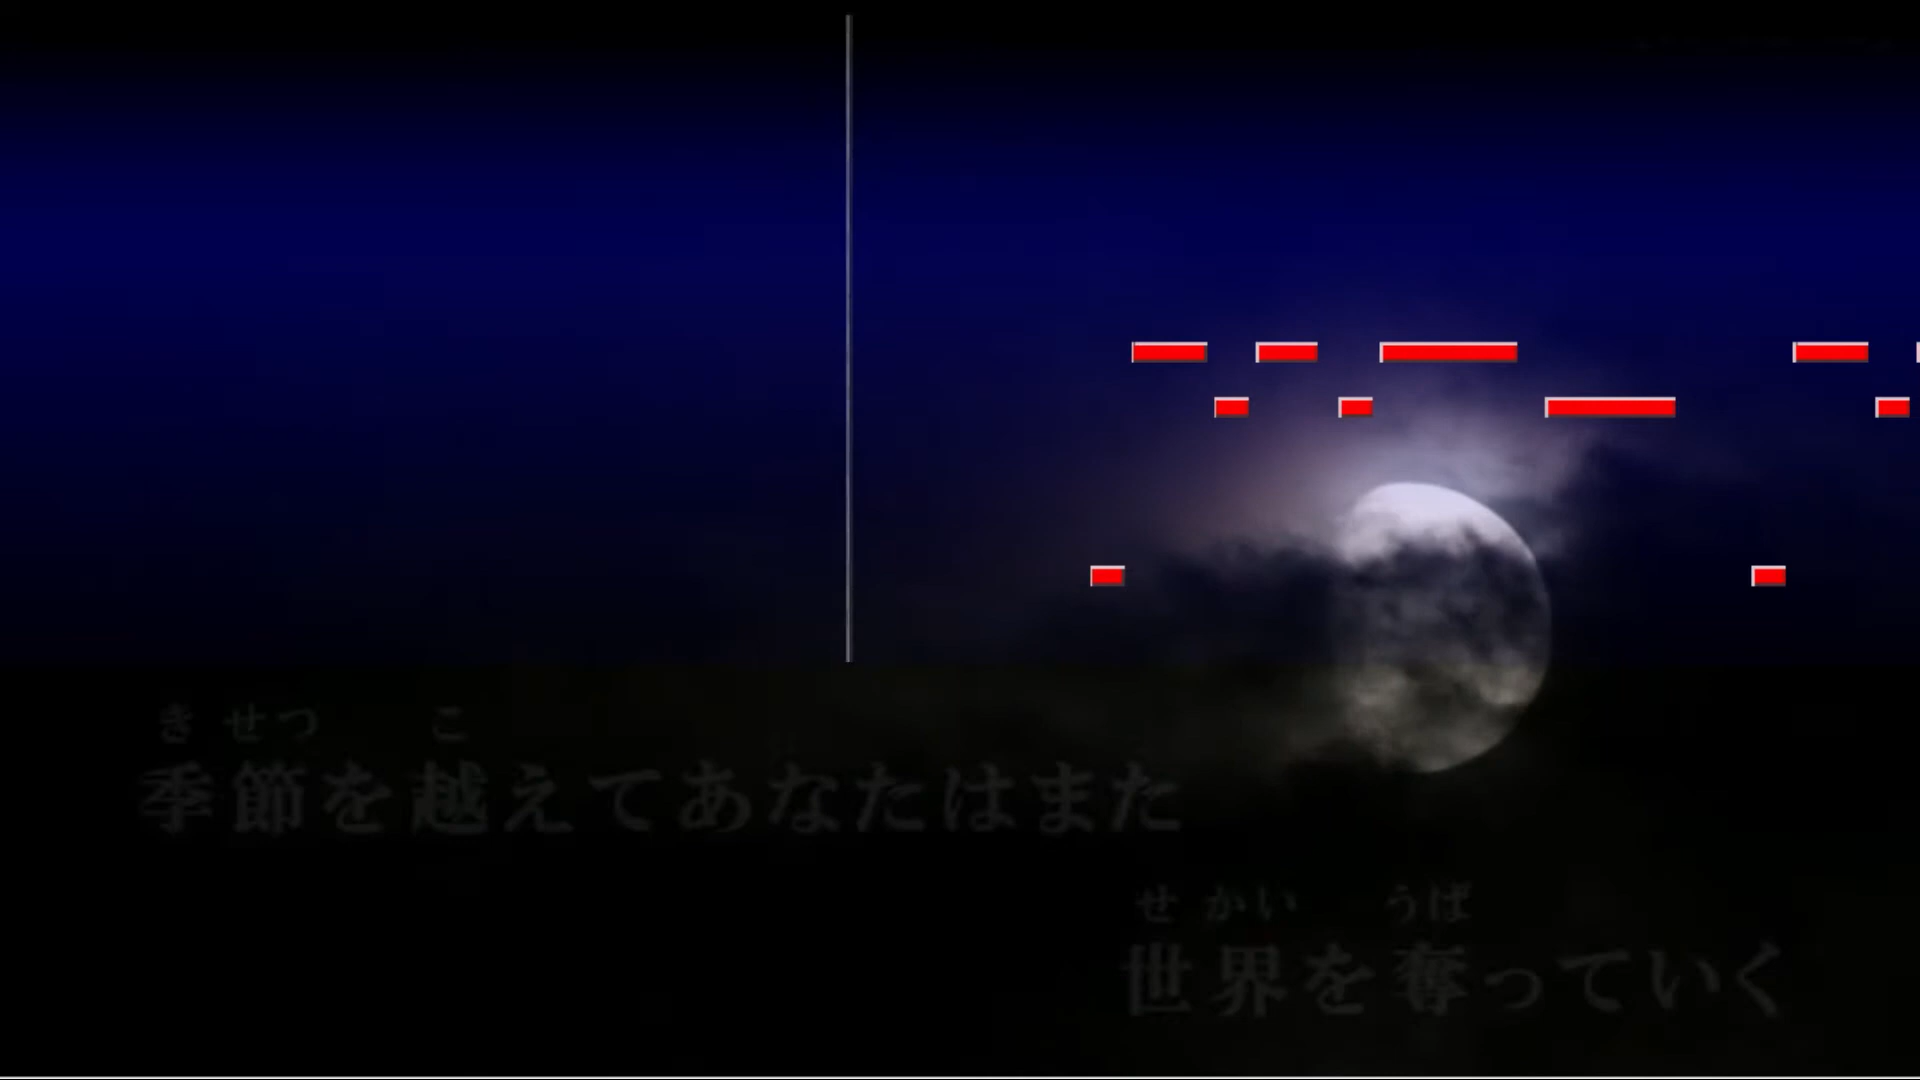 き せつ こ
季節を越えてあなたはまた
せ かい うば
世界を奪っていく